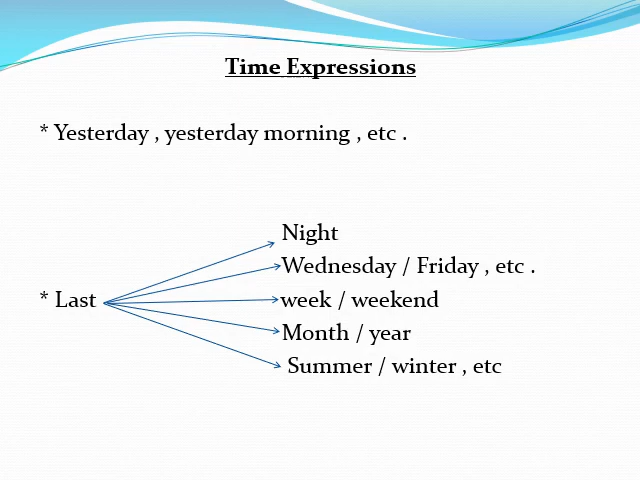 Time Expressions
* Yesterday , yesterday morning , etc .
Night
Wednesday / Friday , etc .
* Last
week / weekend
Month / year
Summer / winter , etc